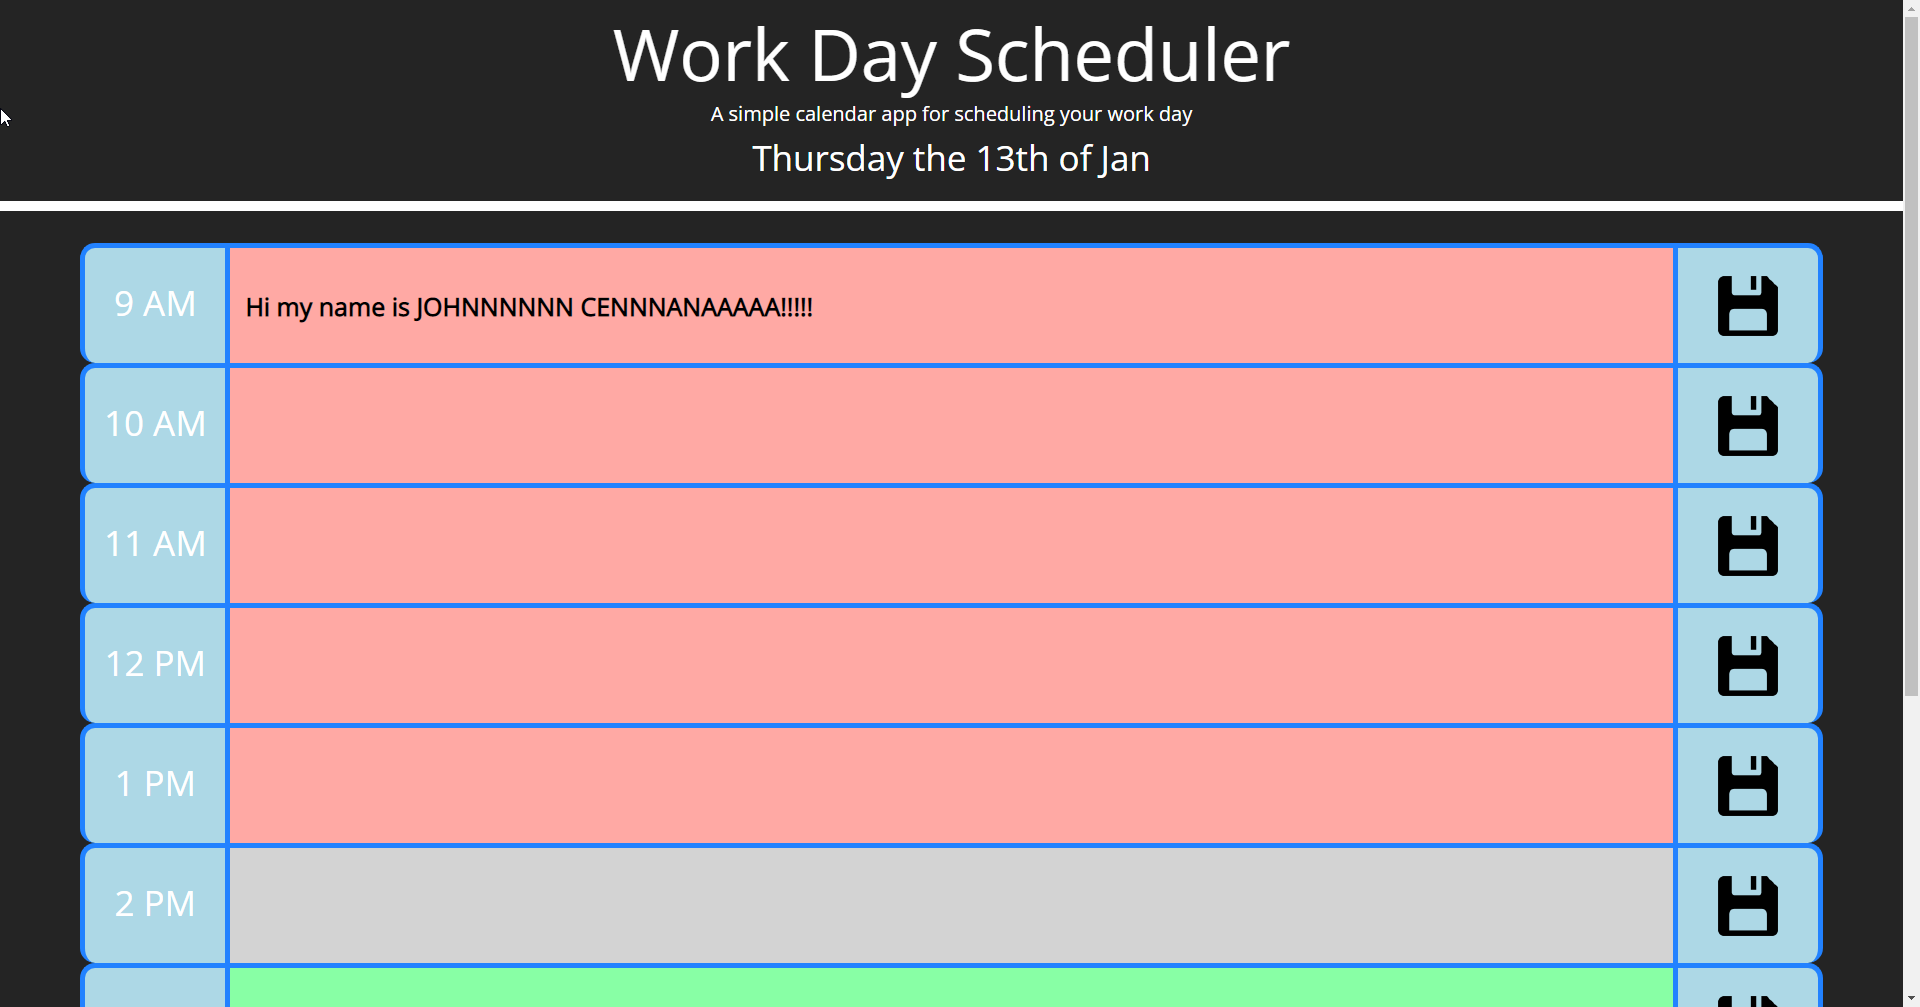 Work Day Scheduler
A simple calendar app for scheduling your work day
Thursday the 13th of Jan
9 AM
Hi my name is JOHNNNNNN CENNNANAAAAA!!!!!
10 AM
11 AM
12 PM
1 PM
2 PM